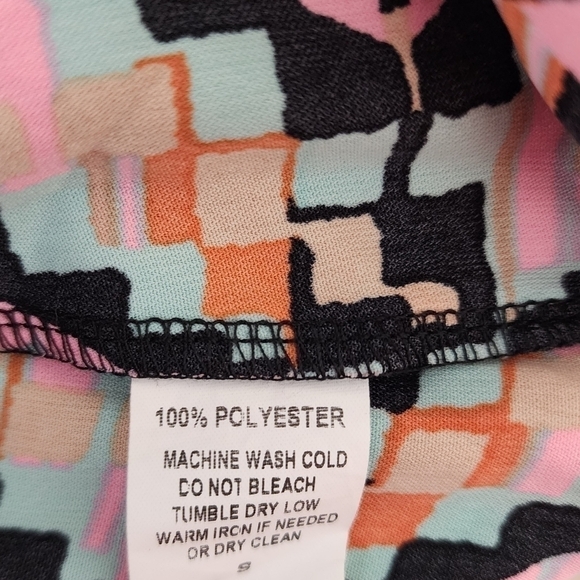 100% POLYESTER
MACHINE WASH COLD
DO NOT BLEACH
TUMBLE DRY LOW
WARM IRON IF NEEDED
OR DRY CLEAN
S